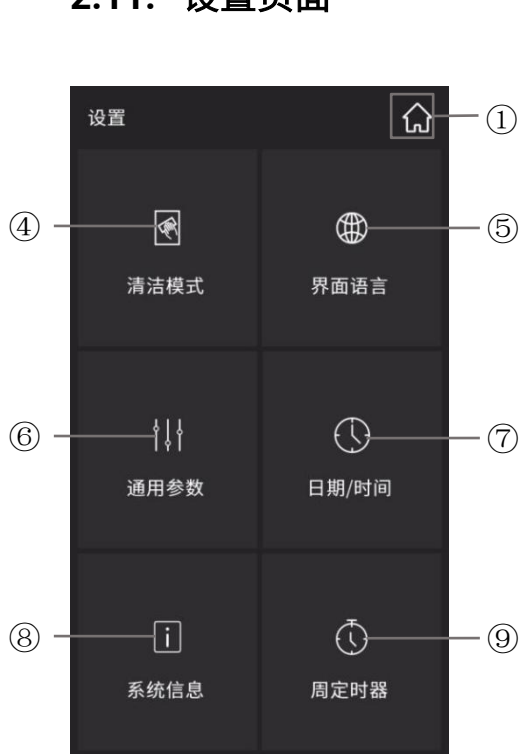 2.11. 设置页面
设置
①
④
⑤
清洁模式
界面语言
⑥
⑦
通用参数
日期/时间
⑧
⑨
系统信息
周定时器